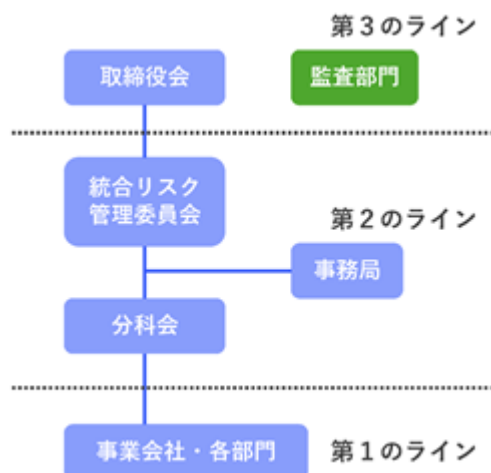 第３のライン
取締役会
監査部門
統合リスク
管理委員会
第２のライン
事務局
分科会
事業会社・各部門
第１のライン